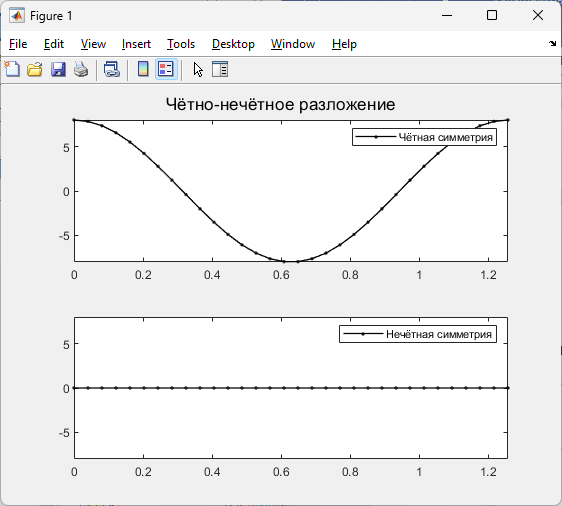 Figure 1
File Edit View Insert Tools Desktop Window Help
Чётно-нечётное разложение
Чётная симметрия
5
0
-5
0 0.2 0.4 0.6 0.8 1 1.2
Нечётная симметрия
5
0
-5
0 0.2 0.4 0.6 0.8 1 1.2